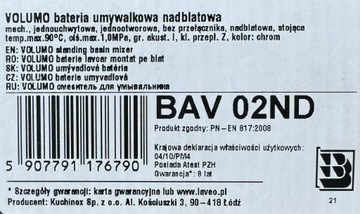 VOLUMO bateria umywalkowa nadblatowa
mech., jednouchwytowa, jednootworowa, bez przełącznika, nadblatowa, stojąca
temp.max.90°C, ciś.max.1,0MPa, gr. akust. I, kl. przepł. Z, kolor: chrom
EN: VOLUMO standing basin mixer
RO: VOLUMO baterie lavoar montat pe blat
SK: VOLUMO umývadlová batéria
CZ: VOLUMO baterie umyvadlová
RU: VOLUMO смеситель для умывальника
BAV 02ND
Produkt zgodny: PN – EN 817:2008
Krajowa deklaracja właściwości użytkowych:
04/10/PM4
Posiada Atest PZH
Gwarancja*: 8 lat
5 907791 176790
* Szczegóły gwarancji: karta gwarancyjna lub www.laveo.pl
Producent: Kuchinox Sp. z o.o. Al. Kościuszki 3, 90-418 Łódź
21